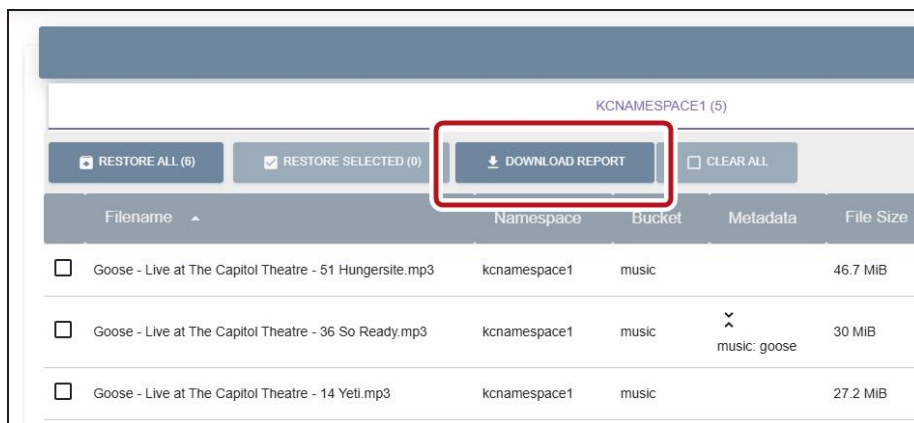 KCNAMESPACE1 (5)
RESTORE ALL (6) RESTORE SELECTED (0) DOWNLOAD REPORT CLEAR ALL
Filename Namespace Bucket Metadata File Size
Goose - Live at The Capitol Theatre - 51 Hungersite.mp3 kcnamespace1 music 46.7 MiB
Goose - Live at The Capitol Theatre - 36 So Ready.mp3 kcnamespace1 music music: goose 30 MiB
Goose - Live at The Capitol Theatre - 14 Yeti.mp3 kcnamespace1 music 27.2 MiB